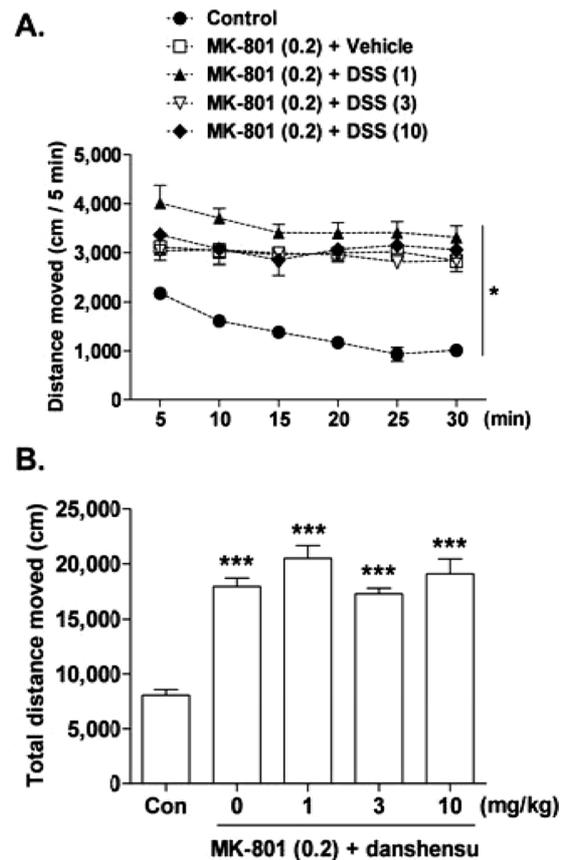 A.
Control
MK-801 (0.2) + Vehicle
MK-801 (0.2) + DSS (1)
MK-801 (0.2) + DSS (3)
MK-801 (0.2) + DSS (10)
Distance moved (cm / 5 min)
5,000
4,000
3,000
2,000
1,000
0
*
5 10 15 20 25 30 (min)
B.
Total distance moved (cm)
25,000
20,000
15,000
10,000
5,000
0
*** *** *** ***
Con 0 1 3 10 (mg/kg)
MK-801 (0.2) + danshensu